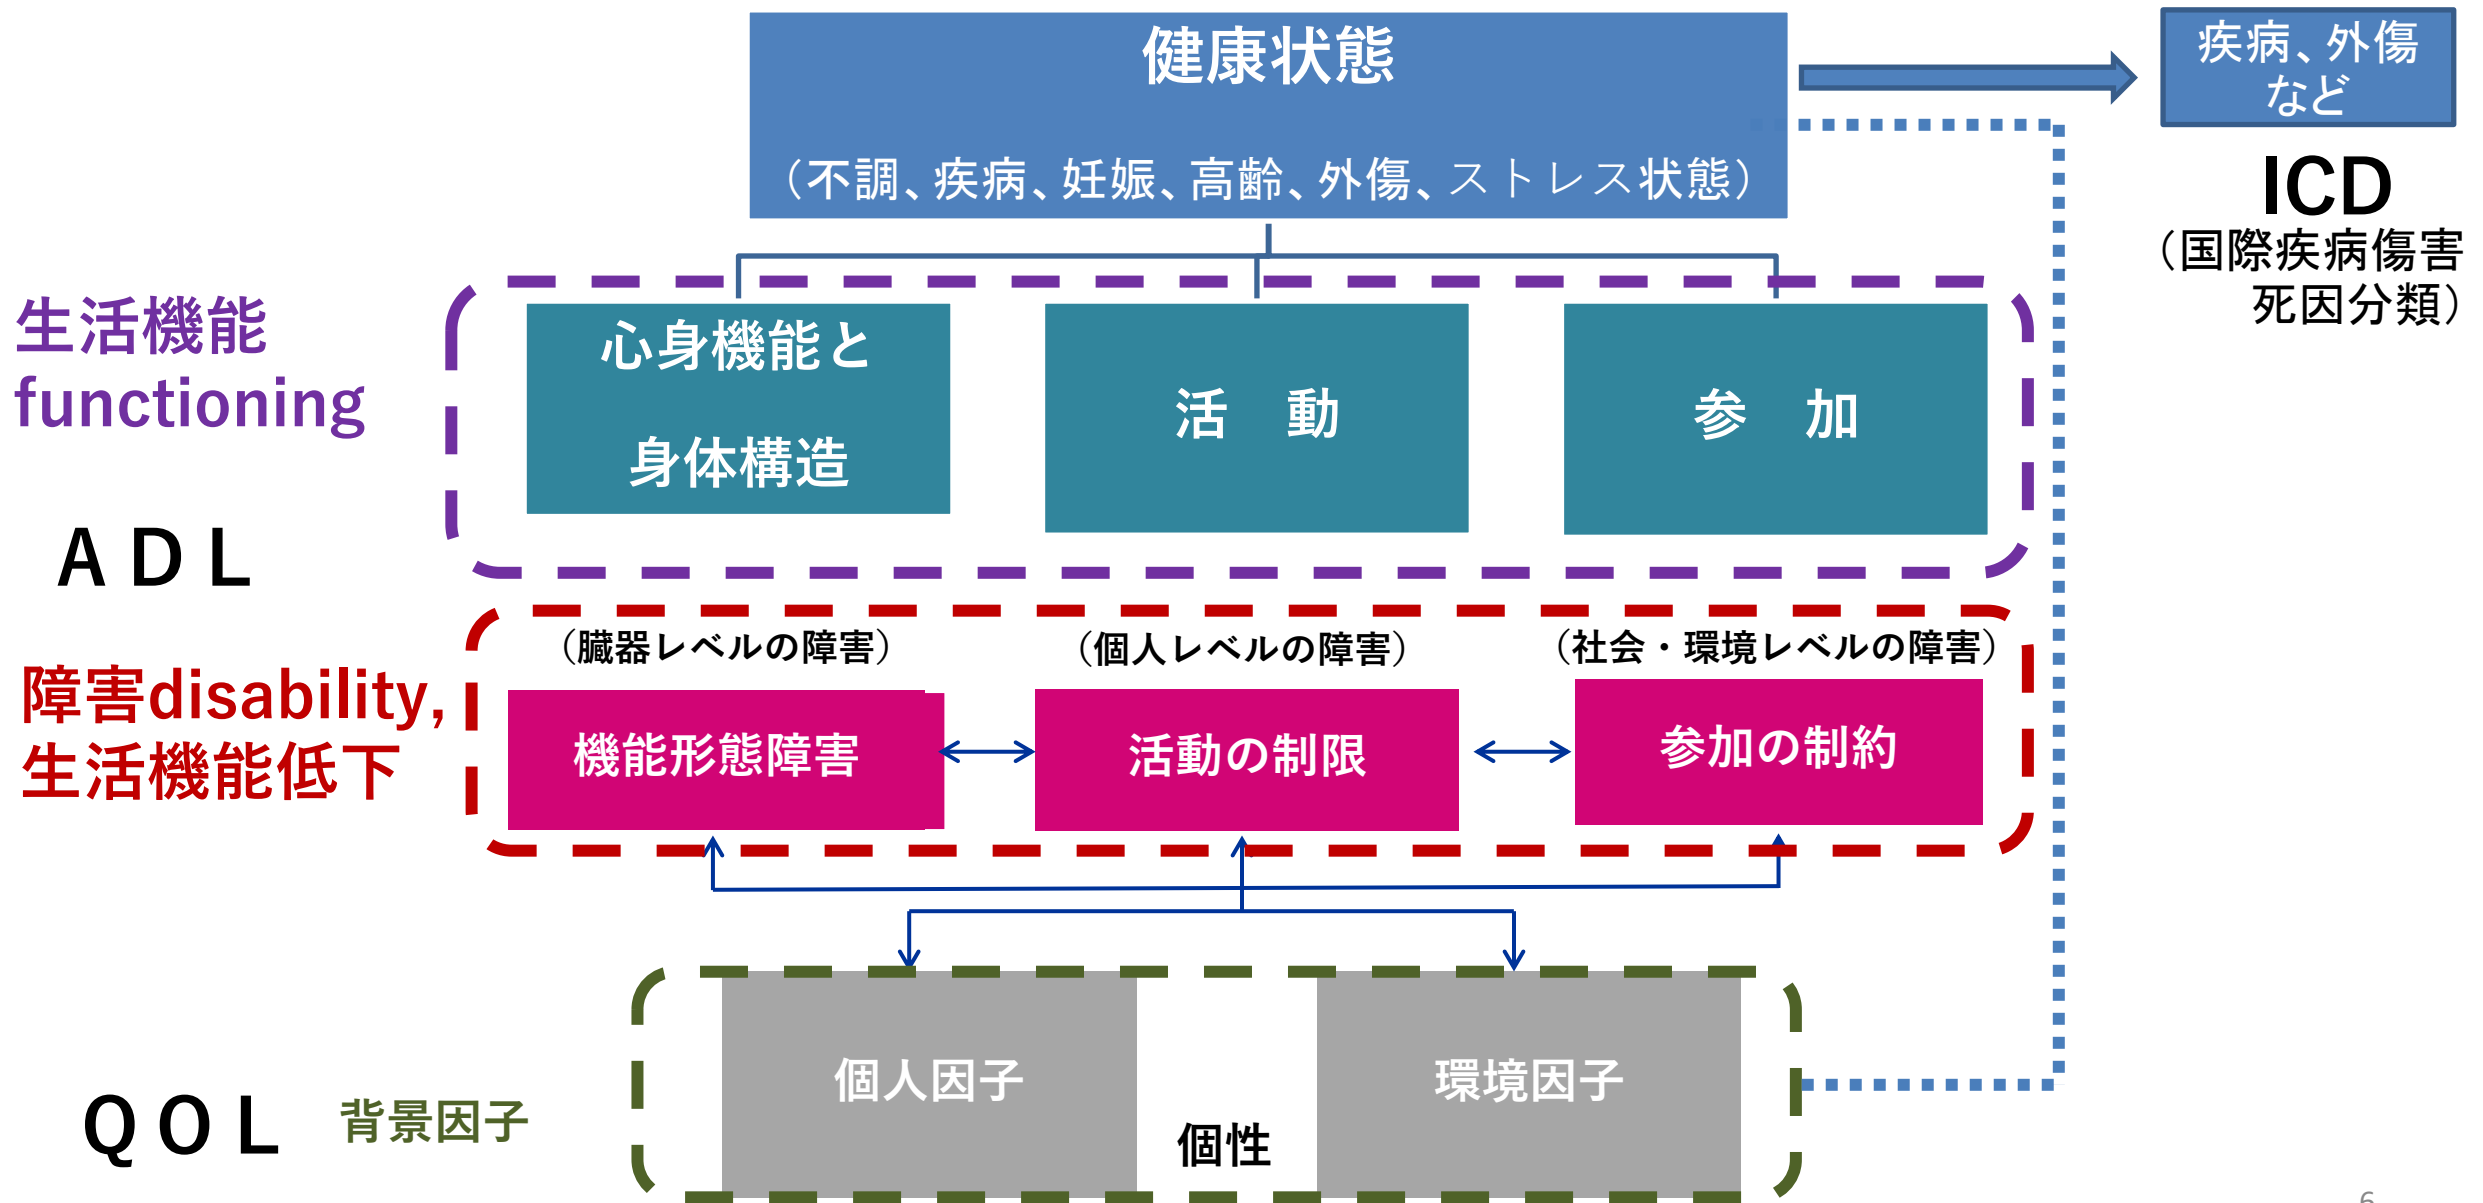 健康状態
（不調、疾病、妊娠、高齢、外傷、ストレス状態）
疾病、外傷
など
ICD
（国際疾病傷害
死因分類）
生活機能
functioning
心身機能と
身体構造
活　動
参　加
ＡＤＬ
（臓器レベルの障害）
（個人レベルの障害）
（社会・環境レベルの障害）
障害disability,
生活機能低下
機能形態障害
活動の制限
参加の制約
個人因子
環境因子
個性
ＱＯＬ
背景因子
6